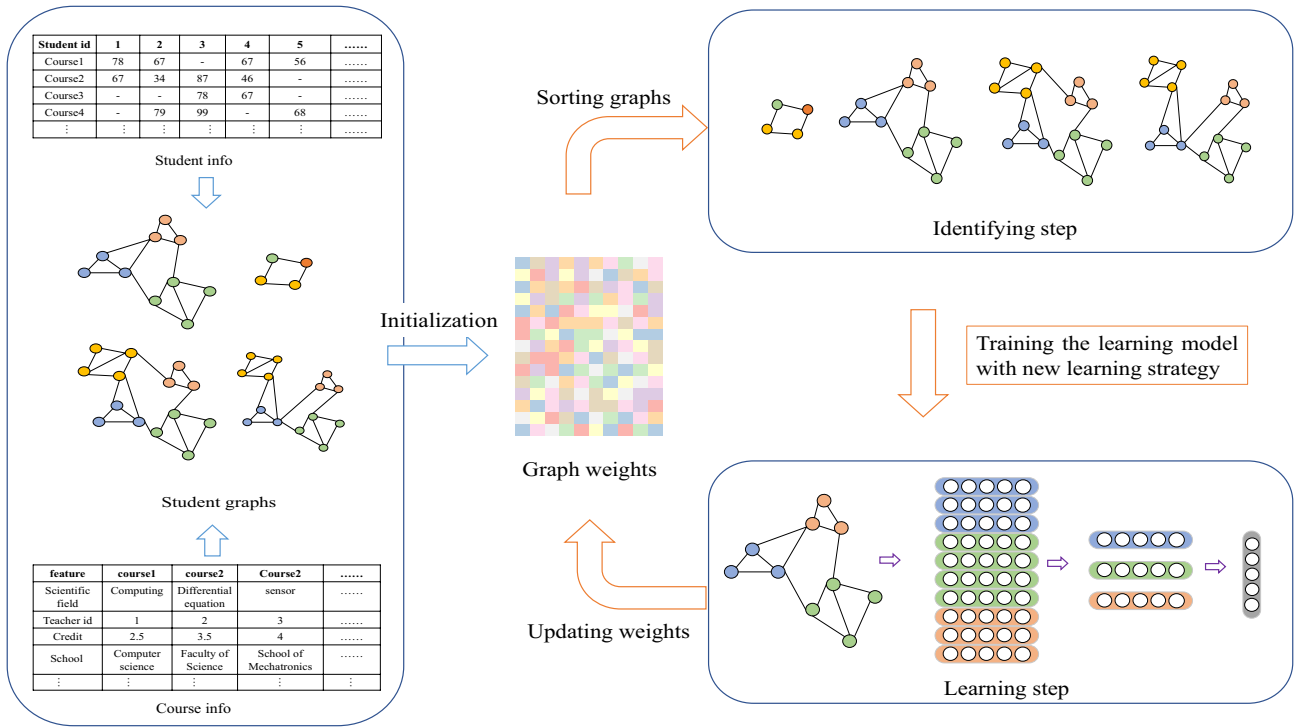 Student id 1 2 3 4 5 ......
Course1 78 67 - 67 56 ......
Course2 67 34 87 46 - ......
Course3 - - 78 67 - ......
Course4 - 79 99 - 68 ......
⋮ ⋮ ⋮ ⋮ ⋮ ⋮ ......
Student info
Student graphs
feature course1 course2 Course2 ......
Scientific field Computing Differential equation sensor ......
Teacher id 1 2 3 ......
Credit 2.5 3.5 4 ......
School Computer science Faculty of Science School of Mechatronics ......
⋮ ⋮ ⋮ ⋮ ⋮
Course info
Initialization
Graph weights
Sorting graphs
Identifying step
Training the learning model
with new learning strategy
Learning step
Updating weights